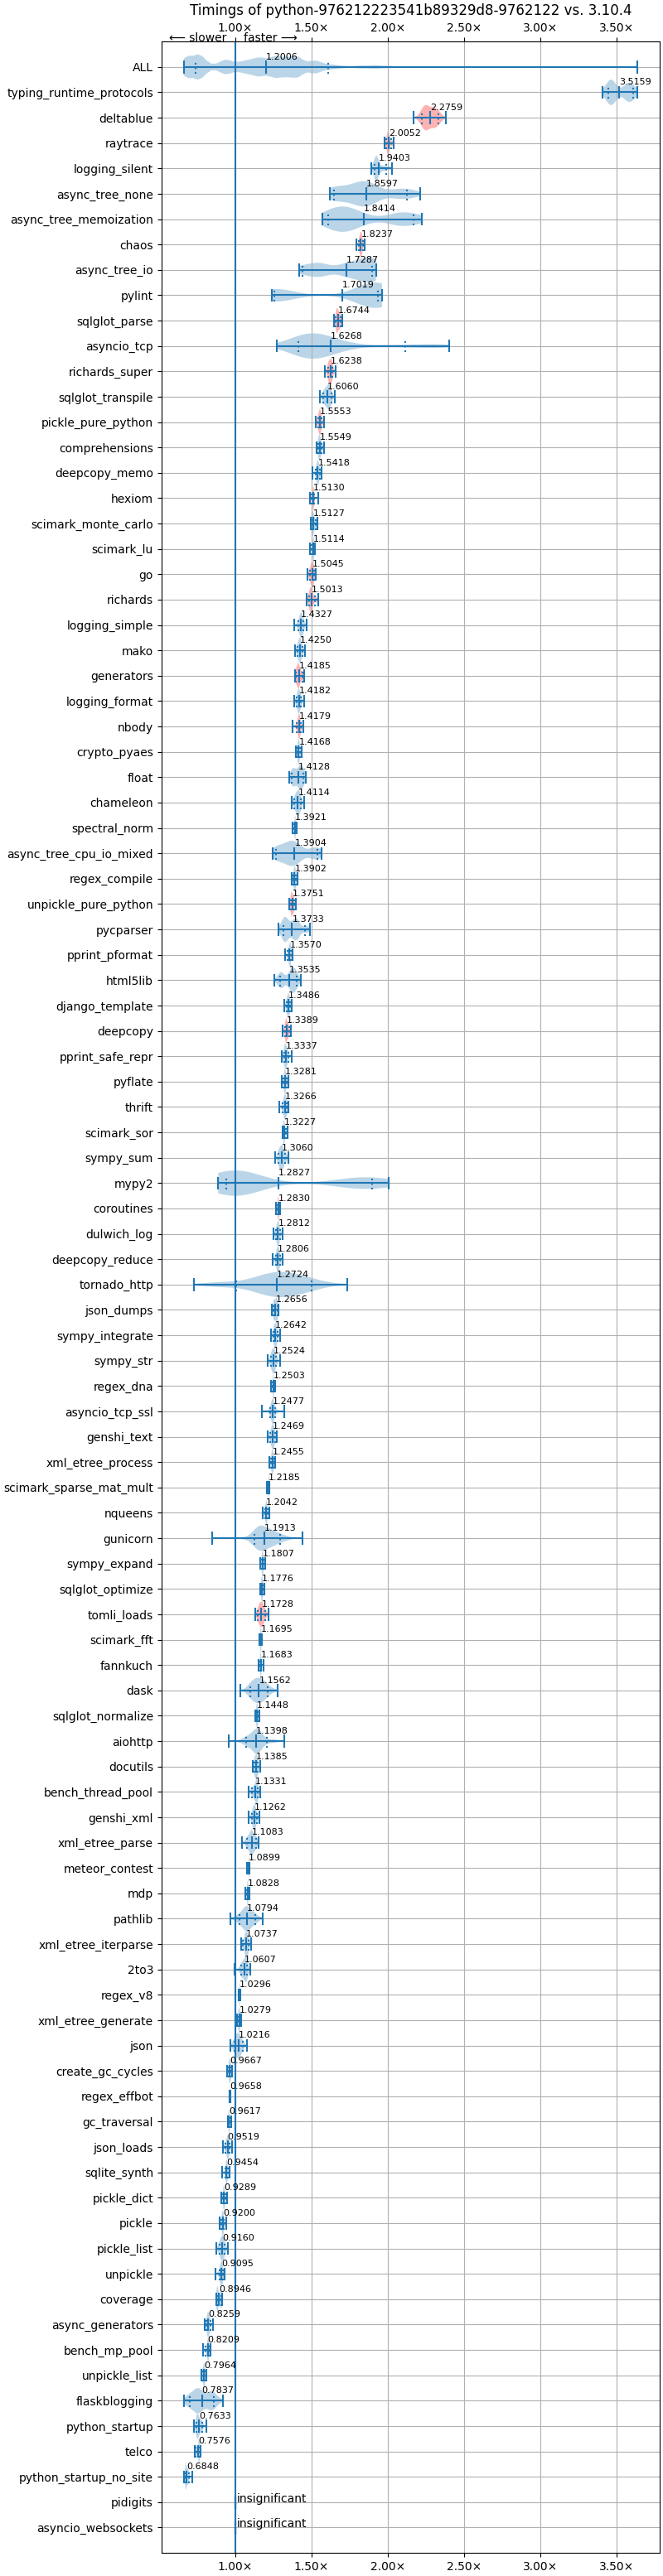 Timings of python-976212223541b89329d8-9762122 vs. 3.10.4
1.00× 1.50× 2.00× 2.50× 3.00× 3.50×
⟵ slower faster ⟶
ALL 1.2006
typing_runtime_protocols 3.5159
deltablue 2.2759
raytrace 2.0052
logging_silent 1.9403
async_tree_none 1.8597
async_tree_memoization 1.8414
chaos 1.8237
async_tree_io 1.7287
pylint 1.7019
sqlglot_parse 1.6744
asyncio_tcp 1.6268
richards_super 1.6238
sqlglot_transpile 1.6060
pickle_pure_python 1.5553
comprehensions 1.5549
deepcopy_memo 1.5418
hexiom 1.5130
scimark_monte_carlo 1.5127
scimark_lu 1.5114
go 1.5045
richards 1.5013
logging_simple 1.4327
mako 1.4250
generators 1.4185
logging_format 1.4182
nbody 1.4179
crypto_pyaes 1.4168
float 1.4128
chameleon 1.4114
spectral_norm 1.3921
async_tree_cpu_io_mixed 1.3904
regex_compile 1.3902
unpickle_pure_python 1.3751
pycparser 1.3733
pprint_pformat 1.3570
html5lib 1.3535
django_template 1.3486
deepcopy 1.3389
pprint_safe_repr 1.3337
pyflate 1.3281
thrift 1.3266
scimark_sor 1.3227
sympy_sum 1.3060
mypy2 1.2827
coroutines 1.2830
dulwich_log 1.2812
deepcopy_reduce 1.2806
tornado_http 1.2724
json_dumps 1.2656
sympy_integrate 1.2642
sympy_str 1.2524
regex_dna 1.2503
asyncio_tcp_ssl 1.2477
genshi_text 1.2469
xml_etree_process 1.2455
scimark_sparse_mat_mult 1.2185
nqueens 1.2042
gunicorn 1.1913
sympy_expand 1.1807
sqlglot_optimize 1.1776
tomli_loads 1.1728
scimark_fft 1.1695
fannkuch 1.1683
dask 1.1562
sqlglot_normalize 1.1448
aiohttp 1.1398
docutils 1.1385
bench_thread_pool 1.1331
genshi_xml 1.1262
xml_etree_parse 1.1083
meteor_contest 1.0899
mdp 1.0828
pathlib 1.0794
xml_etree_iterparse 1.0737
2to3 1.0607
regex_v8 1.0296
xml_etree_generate 1.0279
json 1.0216
create_gc_cycles 0.9667
regex_effbot 0.9658
gc_traversal 0.9617
json_loads 0.9519
sqlite_synth 0.9454
pickle_dict 0.9289
pickle 0.9200
pickle_list 0.9160
unpickle 0.9095
coverage 0.8946
async_generators 0.8259
bench_mp_pool 0.8209
unpickle_list 0.7964
flaskblogging 0.7837
python_startup 0.7633
telco 0.7576
python_startup_no_site 0.6848
pidigits insignificant
asyncio_websockets insignificant
1.00× 1.50× 2.00× 2.50× 3.00× 3.50×